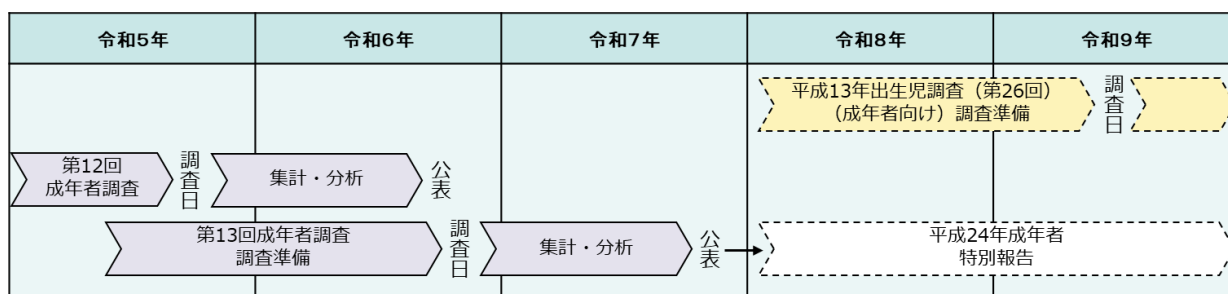 令和5年
令和6年
令和7年
令和8年
令和9年
平成13年出生児調査（第26回）
（成年者向け）調査準備
調査日
第12回
成年者調査
調査日
集計・分析
公表
第13回成年者調査
調査準備
調査日
集計・分析
公表
平成24年成年者
特別報告